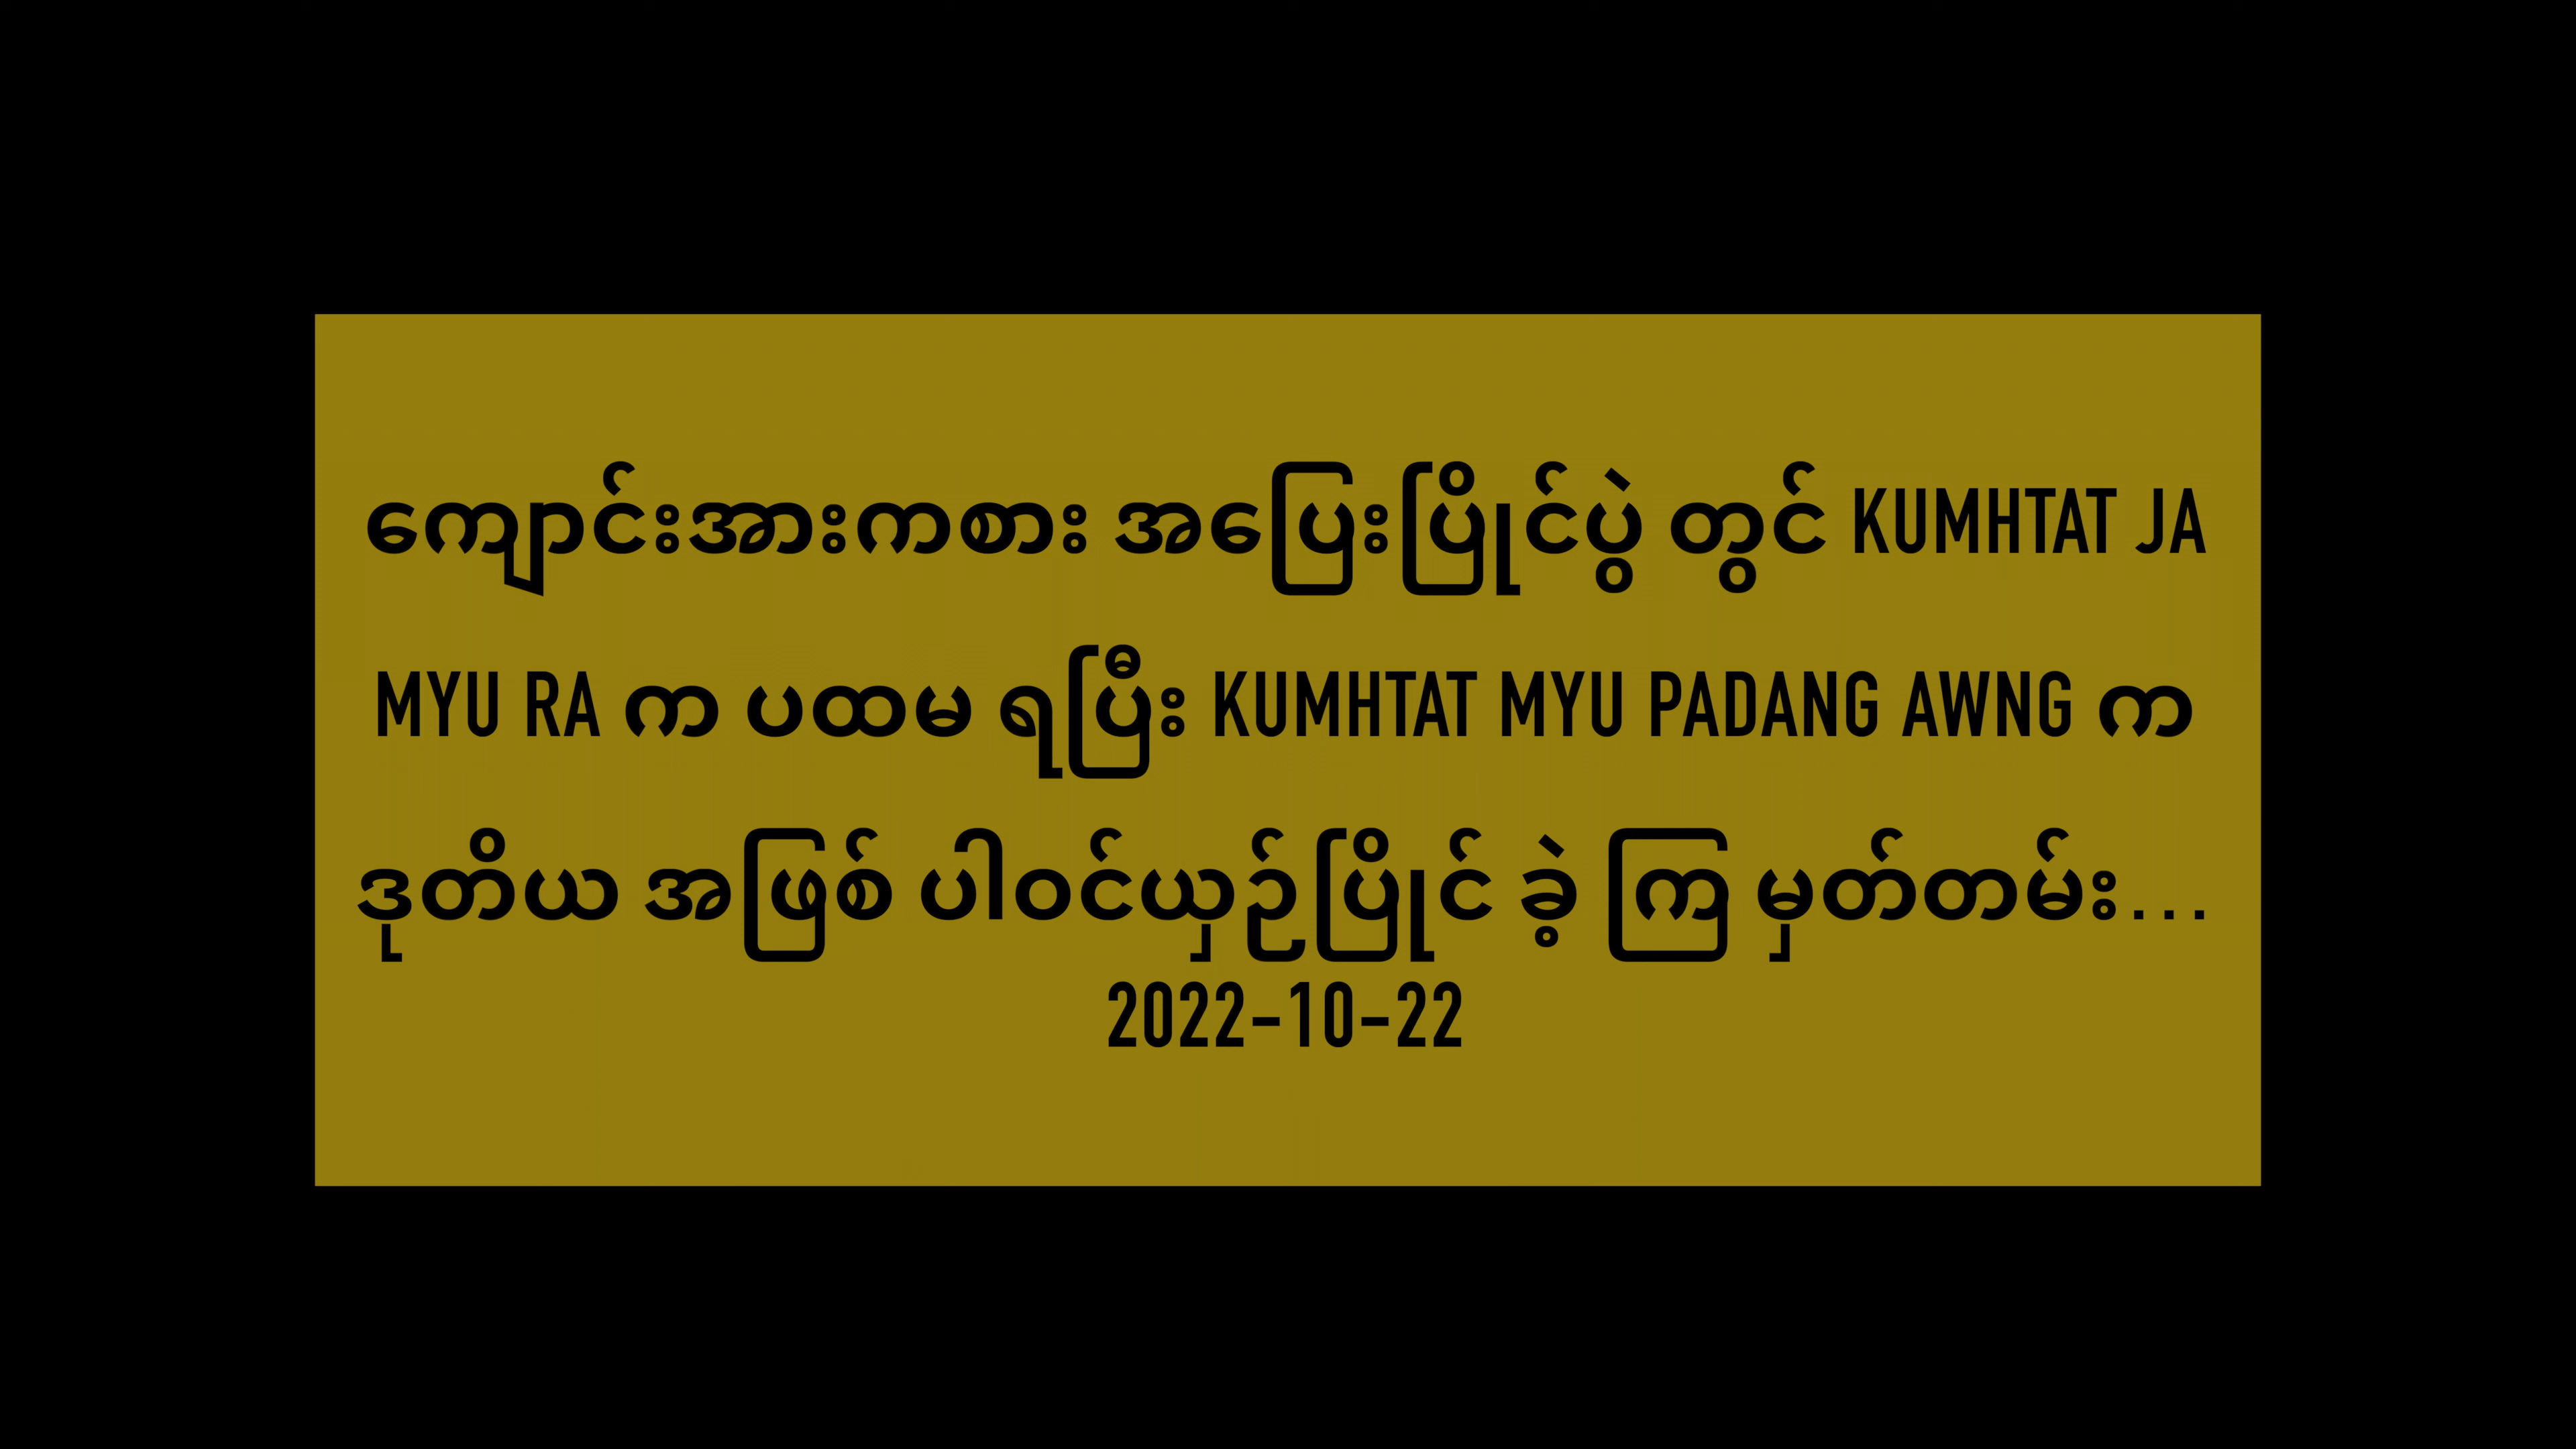 ကျောင်းအားကစား အပြေးပြိုင်ပွဲ တွင် KUMHTAT JA
MYU RA က ပထမ ရပြီး KUMHTAT MYU PADANG AWNG က
ဒုတိယ အဖြစ် ပါဝင်ယှဉ်ပြိုင် ခဲ့ ကြ မှတ်တမ်း...
2022-10-22